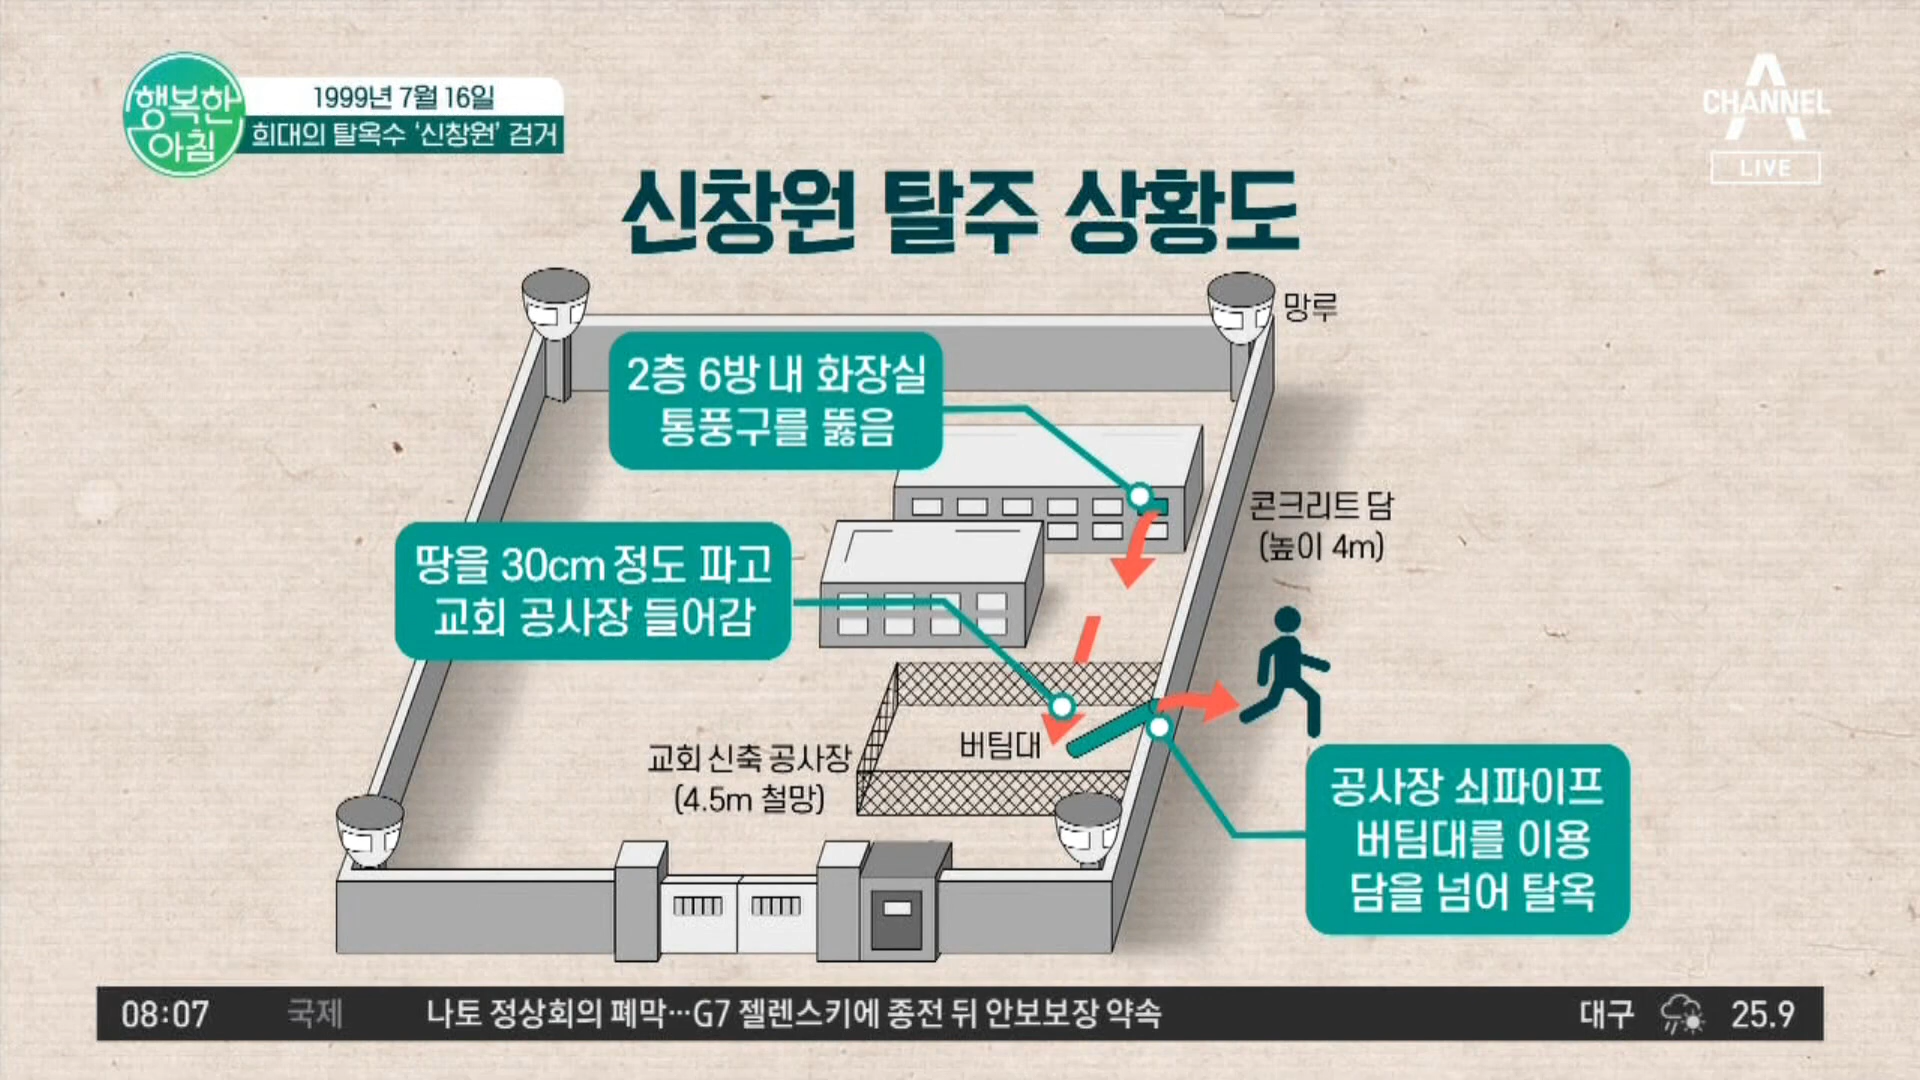 행복한
아침
1999년 7월 16일
희대의 탈옥수 ‘신창원’ 검거
CHANNEL A
LIVE
신창원 탈주 상황도
망루
2층 6방 내 화장실
통풍구를 뚫음
콘크리트 담
(높이 4m)
땅을 30cm 정도 파고
교회 공사장 들어감
버팀대
교회 신축 공사장
(4.5m 철망)
공사장 쇠파이프
버팀대를 이용
담을 넘어 탈옥
08:07 국제 나토 정상회의 폐막…G7 젤렌스키에 종전 뒤 안보보장 약속 대구 25.9